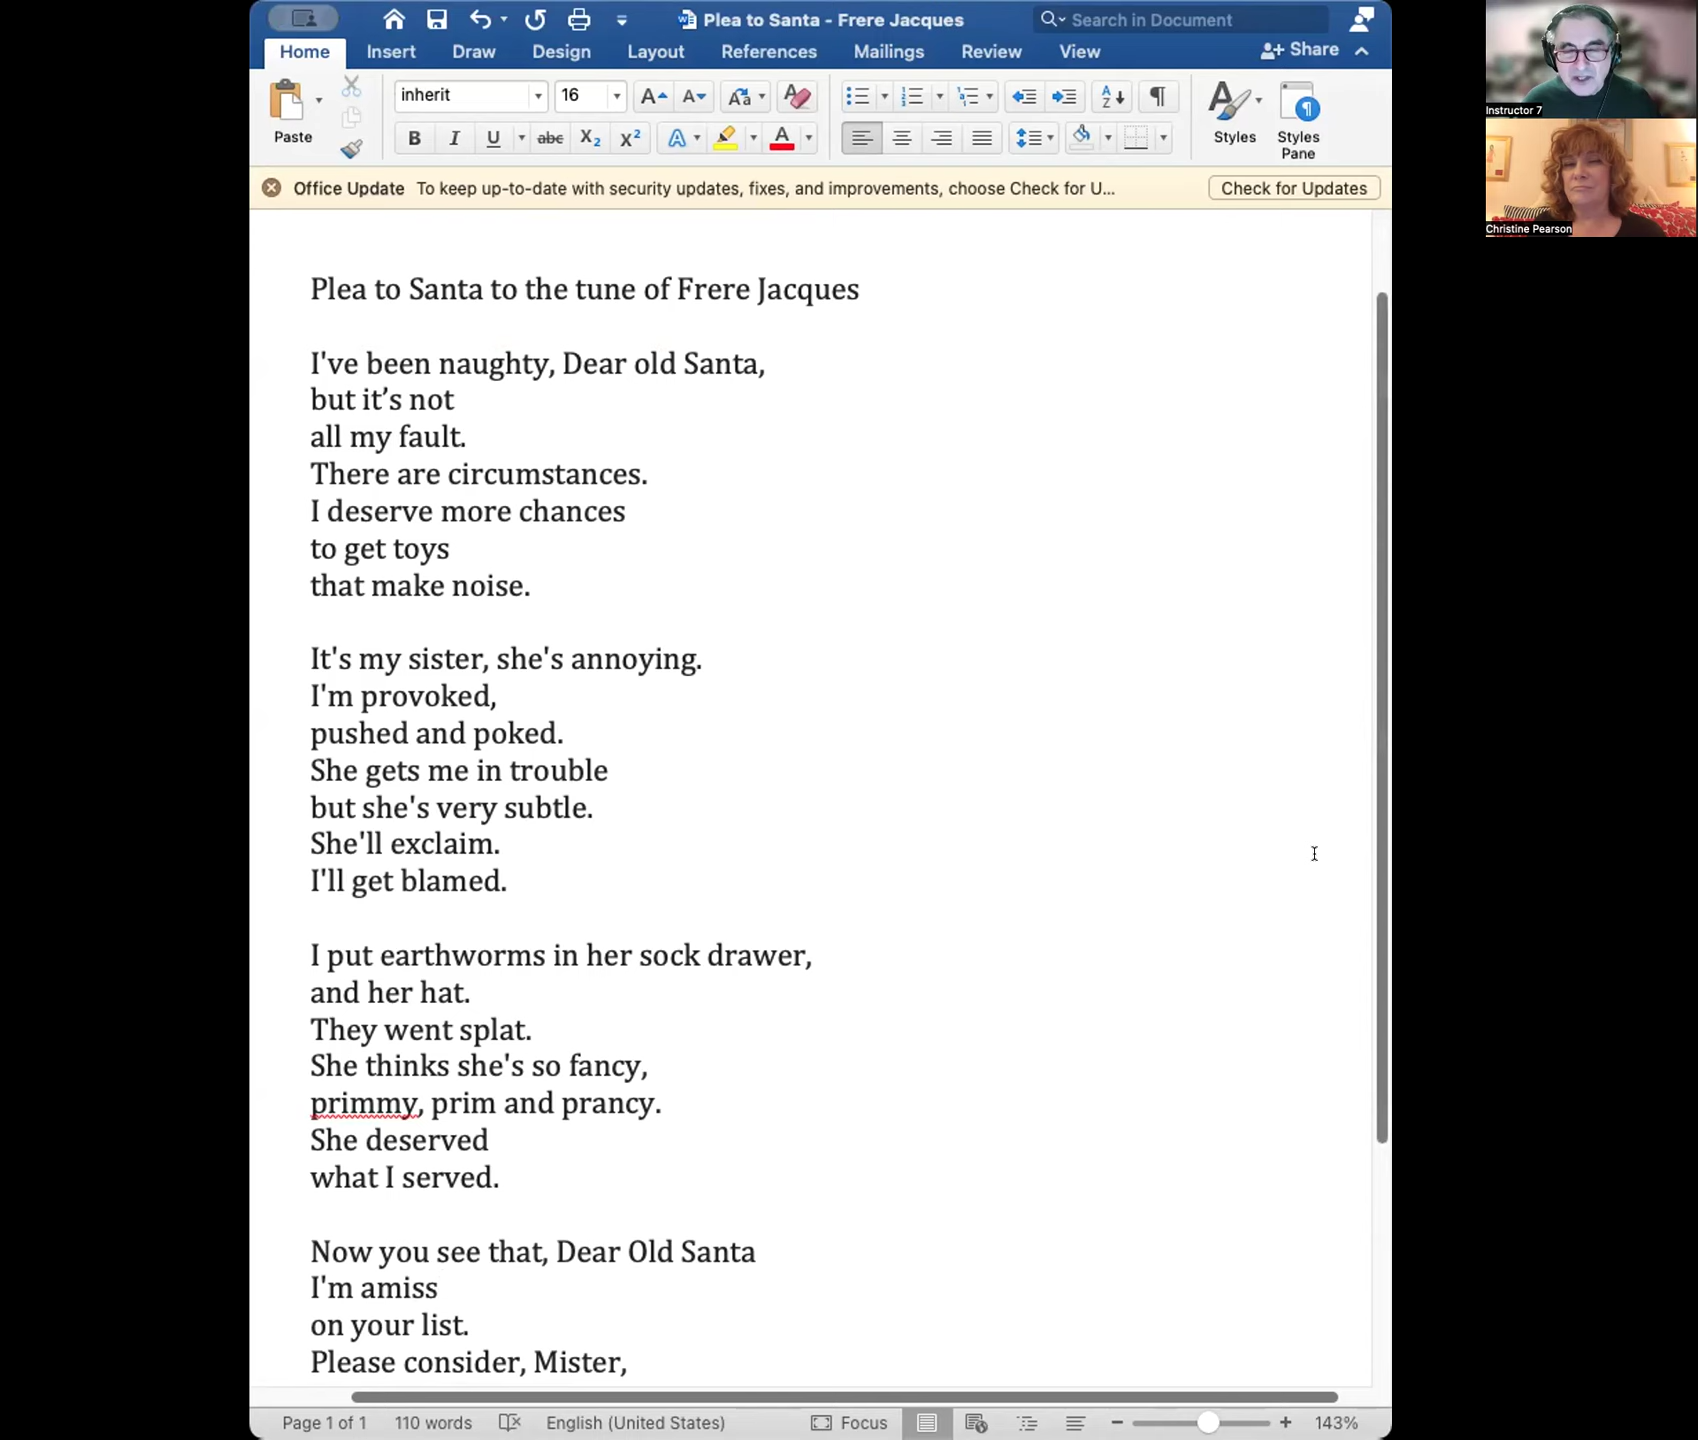 Plea to Santa - Frere Jacques
Search in Document
Home Insert Draw Design Layout References Mailings Review View Share
Paste
inherit 16
B I U abc X2 X2 A A
Styles
Styles Pane
Office Update To keep up-to-date with security updates, fixes, and improvements, choose Check for U... Check for Updates
Plea to Santa to the tune of Frere Jacques
I've been naughty, Dear old Santa,
but it’s not
all my fault.
There are circumstances.
I deserve more chances
to get toys
that make noise.
It's my sister, she's annoying.
I'm provoked,
pushed and poked.
She gets me in trouble
but she's very subtle.
She'll exclaim.
I'll get blamed.
I put earthworms in her sock drawer,
and her hat.
They went splat.
She thinks she's so fancy,
primmy, prim and prancy.
She deserved
what I served.
Now you see that, Dear Old Santa
I'm amiss
on your list.
Please consider, Mister,
Page 1 of 1 110 words English (United States) Focus 143%
Instructor 7
Christine Pearson